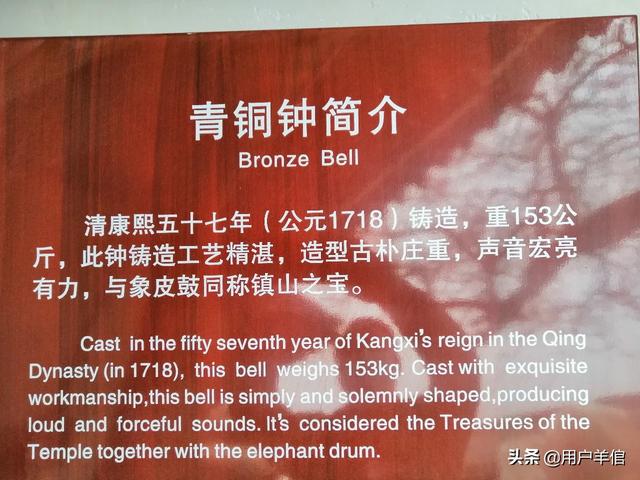 青铜钟简介
Bronze Bell
清康熙五十七年（公元1718）铸造，重153公
斤，此钟铸造工艺精湛，造型古朴庄重，声音宏亮
有力，与象皮鼓同称镇山之宝。
Cast in the fifty seventh year of Kangxi's reign in the Qing
Dynasty (in 1718), this bell weighs 153kg. Cast with exquisite
workmanship,this bell is simply and solemnly shaped,producing
loud and forceful sounds. It's considered the Treasures of the
Temple together with the elephant drum.
头条 @用户羊倌